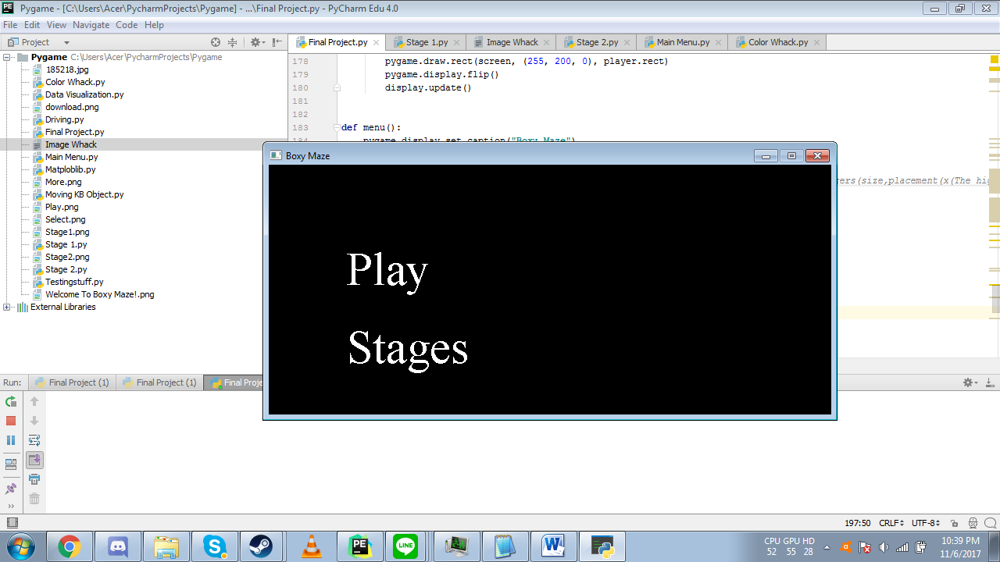 Pygame - [C:\Users\Acer\PycharmProjects\Pygame] - ...\Final Project.py - PyCharm Edu 4.0
File Edit View Navigate Code Help
Project
Final Project.py Stage 1.py Image Whack Stage 2.py Main Menu.py Color Whack.py
Pygame C:\Users\Acer\PycharmProjects\Pygame
185218.jpg
Color Whack.py
Data Visualization.py
download.png
Driving.py
Final Project.py
Image Whack
Main Menu.py
Matploblib.py
More.png
Moving KB Object.py
Play.png
Select.png
Stage1.png
Stage 1.py
Stage2.png
Stage 2.py
Testingstuff.py
Welcome To Boxy Maze!.png
External Libraries
178 pygame.draw.rect(screen, (255, 200, 0), player.rect)
179 pygame.display.flip()
180 display.update()
181
182
183 def menu():
184 pygame.display.set_caption("Boxy Maze")
(size,placement(x(The
Boxy Maze
Play
Stages
Run: Final Project (1) Final Project (1) Final
197:50 CRLF UTF-8
PE
LINE
CPU GPU HD
52 55 28
10:39 PM
11/6/2017